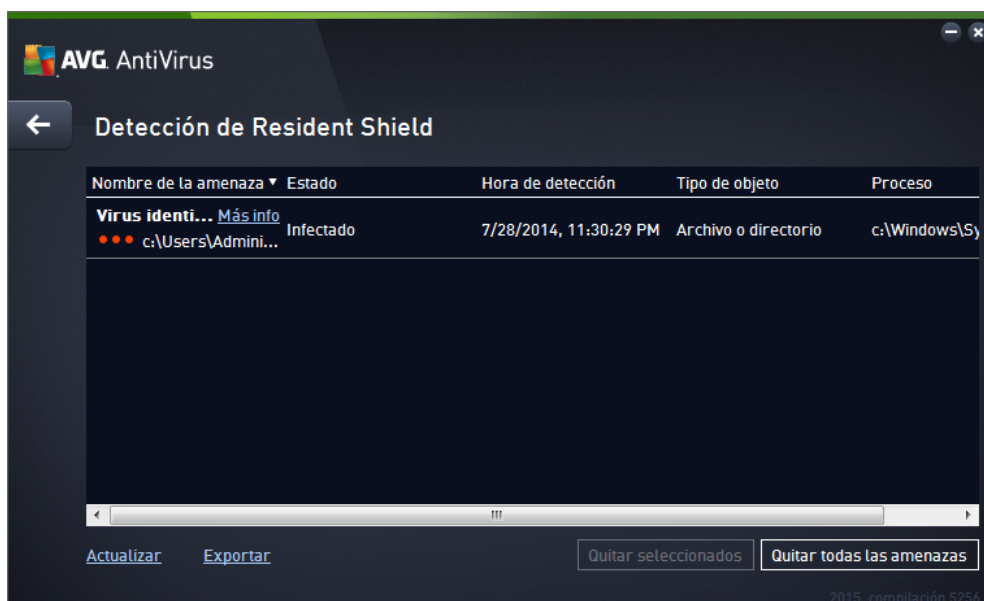 AVG. AntiVirus
Detección de Resident Shield
Nombre de la amenaza Estado Hora de detección Tipo de objeto Proceso
Virus identi... Más info
Infectado 7/28/2014, 11:30:29 PM Archivo o directorio c:\Windows\Sy
c:\Users\Admini...
Actualizar Exportar Quitar seleccionados Quitar todas las amenazas
2015 compilación 5256